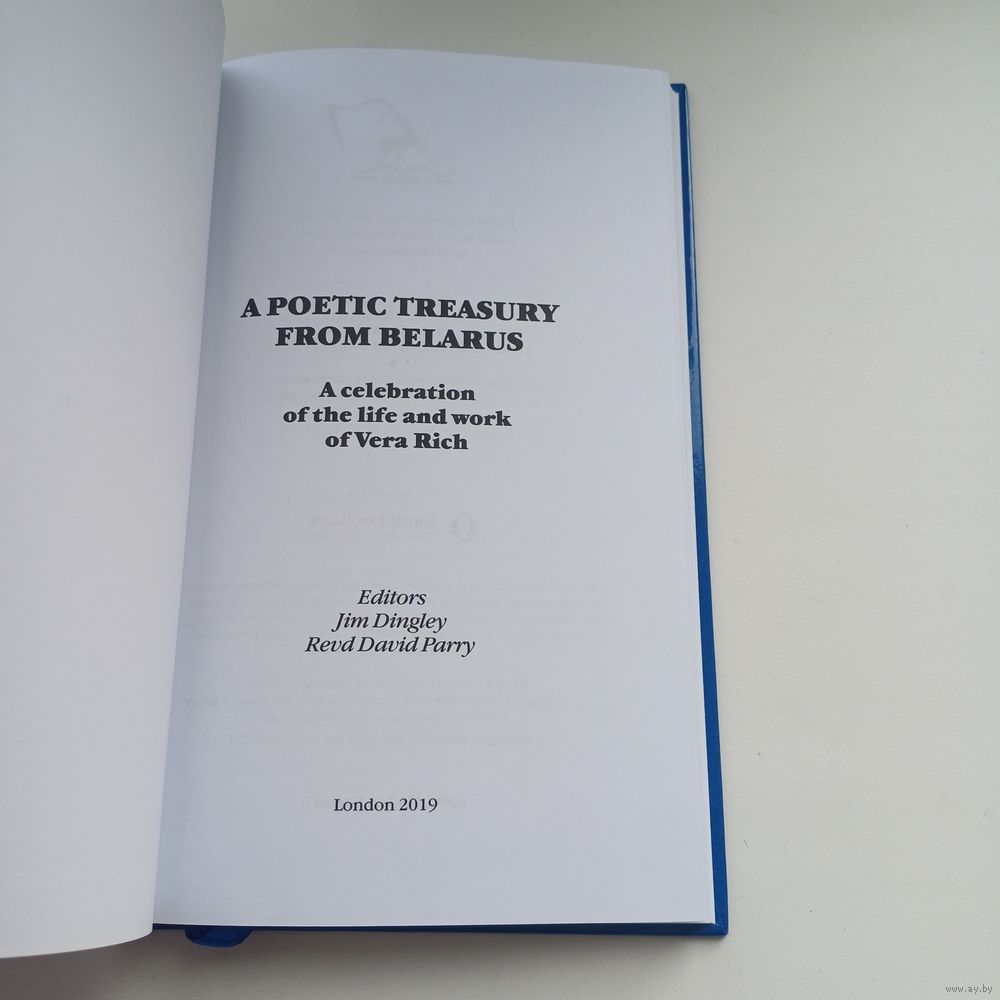 A POETIC TREASURY
FROM BELARUS
A celebration
of the life and work
of Vera Rich
Editors
Jim Dingley
Revd David Parry
London 2019
www.ay.by